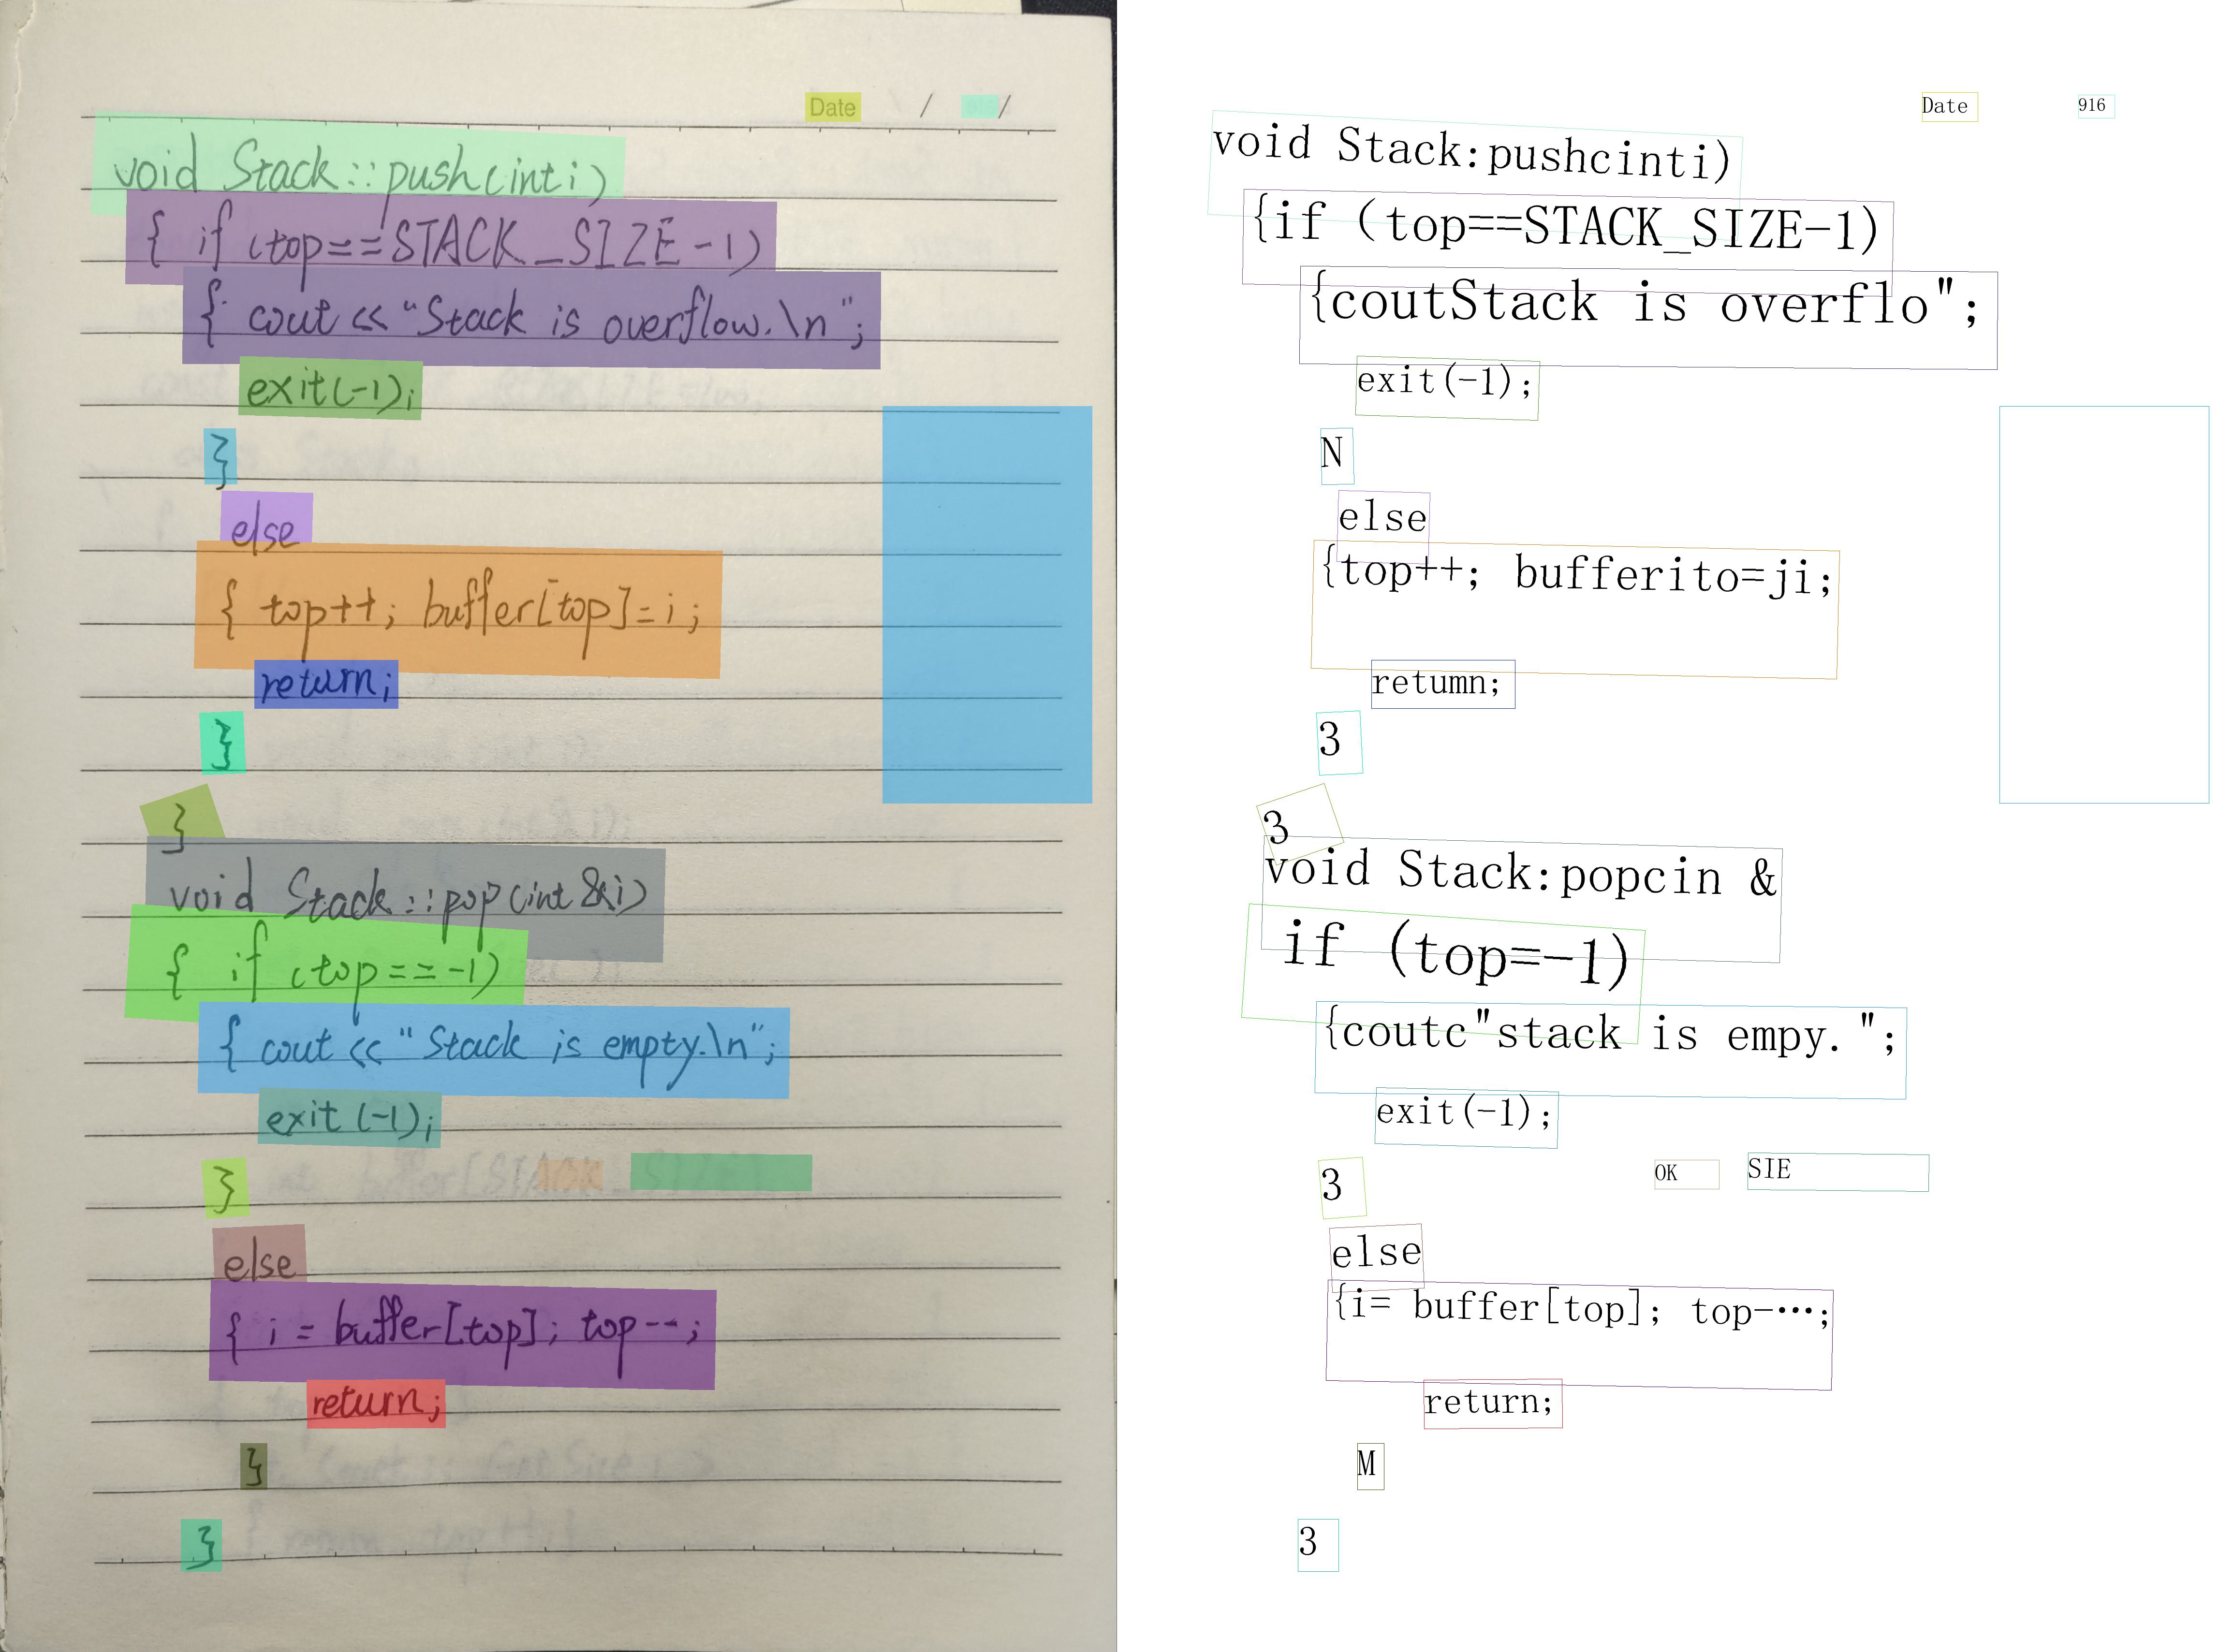 Date / /
void Stack::push(int i)
{ if (top==STACK_SIZE-1)
{ cout << "Stack is overflow.\n";
exit(-1);
}
else
{ top++; buffer[top]=i;
return;
}
}
void Stack::pop(int &i)
{ if (top==-1)
{ cout << "Stack is empty.\n";
exit(-1);
}
else
{ i = buffer[top]; top--;
return;
}
}
Date 916
void Stack:pushcinti)
{if (top==STACK_SIZE-1)
{coutStack is overflo";
exit(-1);
N
else
{top++; bufferito=ji;
retumn;
3
3
void Stack:popcin &
if (top=-1)
{coutc"stack is empy.";
exit(-1);
3 OK SIE
else
{i= buffer[top]; top-…;
return;
M
3